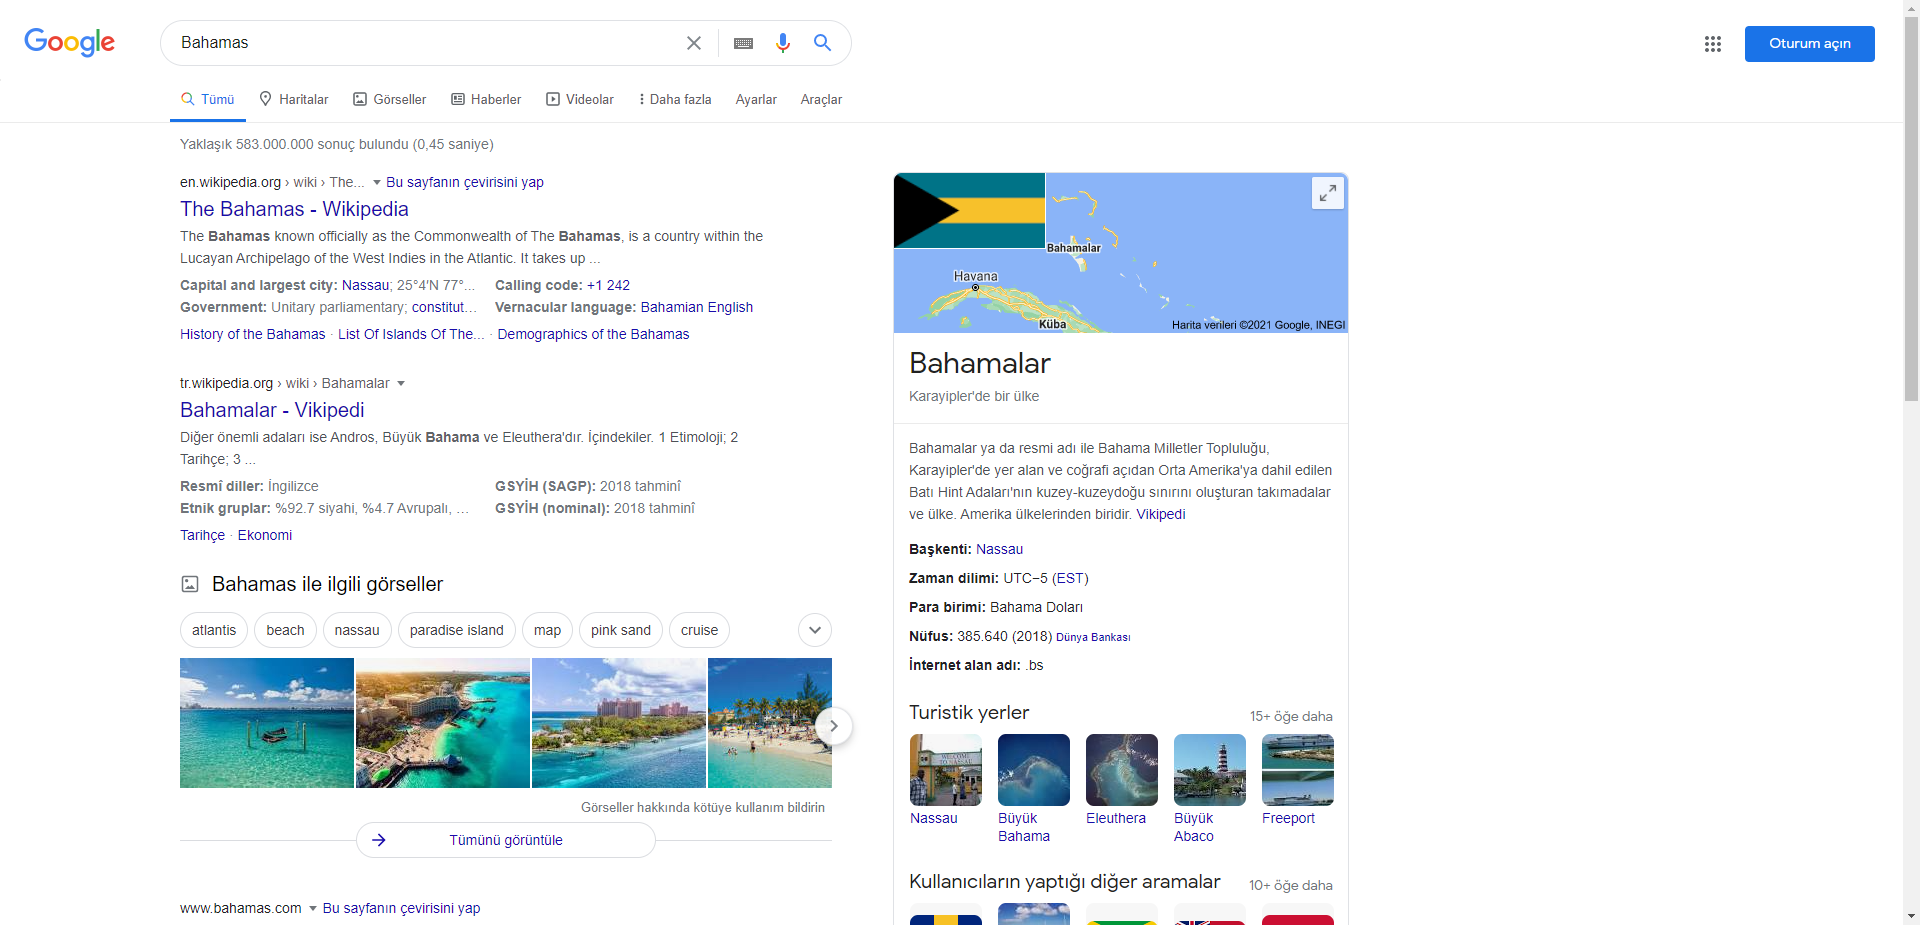 Google
Bahamas
Oturum açın
Tümü
Haritalar
Görseller
Haberler
Videolar
Daha fazla
Ayarlar
Araçlar
Yaklaşık 583.000.000 sonuç bulundu (0,45 saniye)
en.wikipedia.org › wiki › The... Bu sayfanın çevirisini yap
The Bahamas - Wikipedia
The Bahamas known officially as the Commonwealth of The Bahamas, is a country within the
Lucayan Archipelago of the West Indies in the Atlantic. It takes up ...
Capital and largest city: Nassau; 25°4′N 77°... Calling code: +1 242
Government: Unitary parliamentary; constitut... Vernacular language: Bahamian English
History of the Bahamas · List Of Islands Of The... · Demographics of the Bahamas
tr.wikipedia.org › wiki › Bahamalar
Bahamalar - Vikipedi
Diğer önemli adaları ise Andros, Büyük Bahama ve Eleuthera'dır. İçindekiler. 1 Etimoloji; 2
Tarihçe; 3 ...
Resmî diller: İngilizce GSYİH (SAGP): 2018 tahminî
Etnik gruplar: %92.7 siyahi, %4.7 Avrupalı, ... GSYİH (nominal): 2018 tahminî
Tarihçe · Ekonomi
Bahamas ile ilgili görseller
atlantis
beach
nassau
paradise island
map
pink sand
cruise
Görseller hakkında kötüye kullanım bildirin
Tümünü görüntüle
www.bahamas.com Bu sayfanın çevirisini yap
Bahamalar
Havana
Küba
Harita verileri ©2021 Google, INEGI
Bahamalar
Karayipler'de bir ülke
Bahamalar ya da resmi adı ile Bahama Milletler Topluluğu,
Karayipler'de yer alan ve coğrafi açıdan Orta Amerika'ya dahil edilen
Batı Hint Adaları'nın kuzey-kuzeydoğu sınırını oluşturan takımadalar
ve ülke. Amerika ülkelerinden biridir. Vikipedi
Başkenti: Nassau
Zaman dilimi: UTC−5 (EST)
Para birimi: Bahama Doları
Nüfus: 385.640 (2018) Dünya Bankası
İnternet alan adı: .bs
Turistik yerler
15+ öğe daha
WELCOME
TO NASSAU
Nassau
Büyük
Bahama
Eleuthera
Büyük
Abaco
Freeport
Kullanıcıların yaptığı diğer aramalar
10+ öğe daha